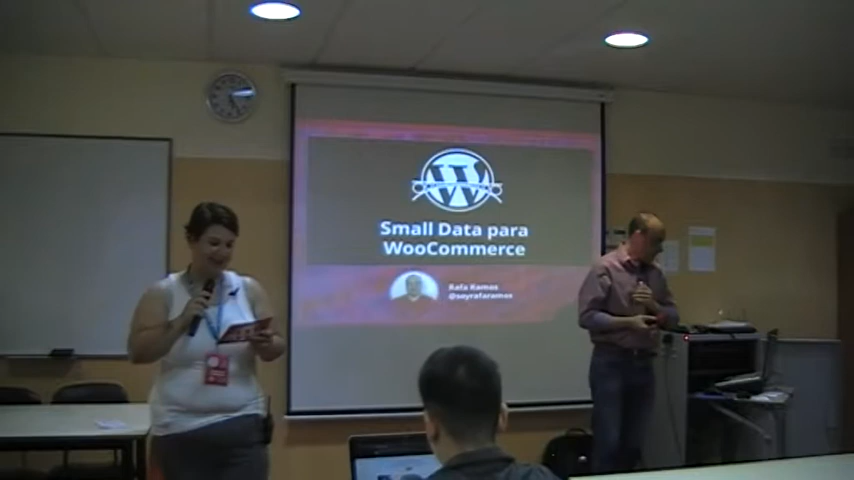 Small Data para
WooCommerce
Rafa Ramos
@soyrafaramos